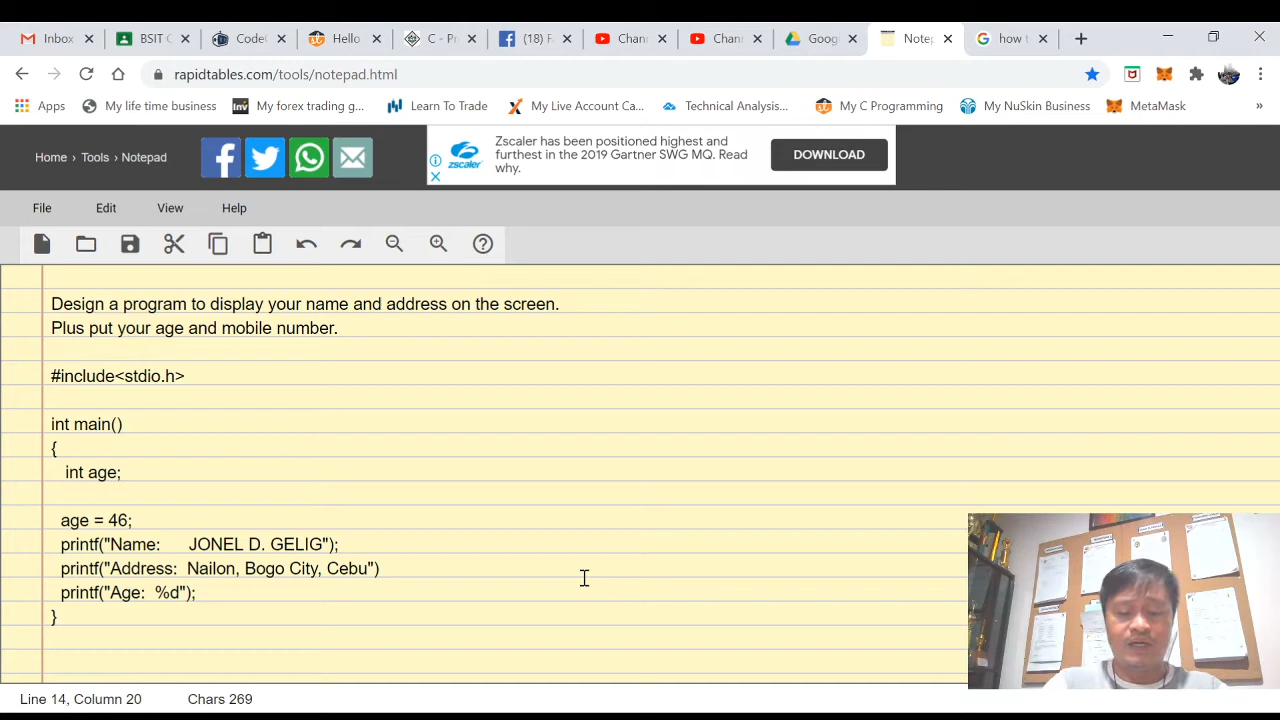 Inbox
BSIT C
Code
Hello
C - Pr
(18) F
Chann
Chann
Goog
Notep
how t
rapidtables.com/tools/notepad.html
Apps
My life time business
My forex trading g...
Learn To Trade
My Live Account Ca...
Technical Analysis...
My C Programming
My NuSkin Business
MetaMask
»
Home › Tools › Notepad
Zscaler has been positioned highest and
furthest in the 2019 Gartner SWG MQ. Read
why.
zscaler
DOWNLOAD
File
Edit
View
Help
Design a program to display your name and address on the screen.
Plus put your age and mobile number.
#include<stdio.h>
int main()
{
int age;
age = 46;
printf("Name:      JONEL D. GELIG");
printf("Address:  Nailon, Bogo City, Cebu")
printf("Age:  %d");
}
Line 14, Column 20
Chars 269